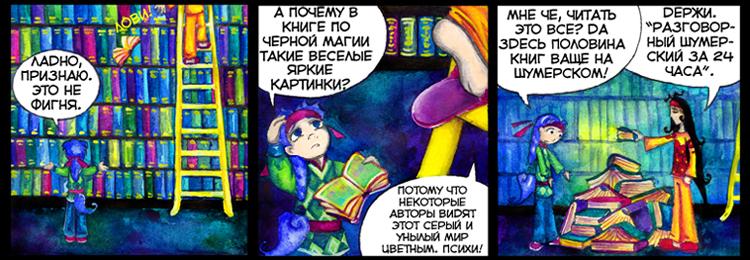 ЛОВИ!
ЛАДНО,
ПРИЗНАЮ.
ЭТО НЕ
ФИГНЯ.
А ПОЧЕМУ В
КНИГЕ ПО
ЧЕРНОЙ МАГИИ
ТАКИЕ ВЕСЕЛЫЕ
ЯРКИЕ
КАРТИНКИ?
ПОТОМУ ЧТО
НЕКОТОРЫЕ
АВТОРЫ ВИДЯТ
ЭТОТ СЕРЫЙ И
УНЫЛЫЙ МИР
ЦВЕТНЫМ. ПСИХИ!
МНЕ ЧЕ, ЧИТАТЬ
ЭТО ВСЕ? ДА
ЗДЕСЬ ПОЛОВИНА
КНИГ ВАЩЕ НА
ШУМЕРСКОМ!
ДЕРЖИ.
"РАЗГОВОР-
НЫЙ ШУМЕР-
СКИЙ ЗА 24
ЧАСА".